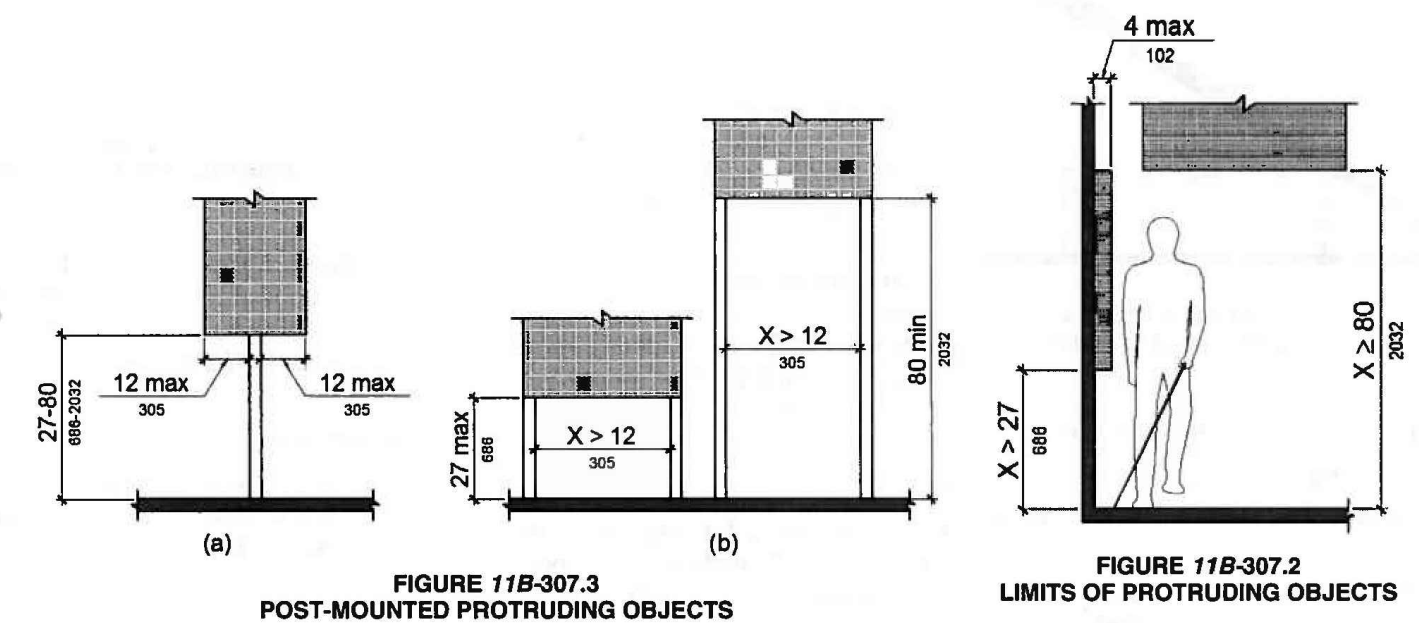 27-80
686-2032
12 max
305
12 max
305
(a)
27 max
686
X > 12
305
X > 12
305
80 min
2032
(b)
FIGURE 11B-307.3
POST-MOUNTED PROTRUDING OBJECTS
4 max
102
X > 27
686
X ≥ 80
2032
FIGURE 11B-307.2
LIMITS OF PROTRUDING OBJECTS